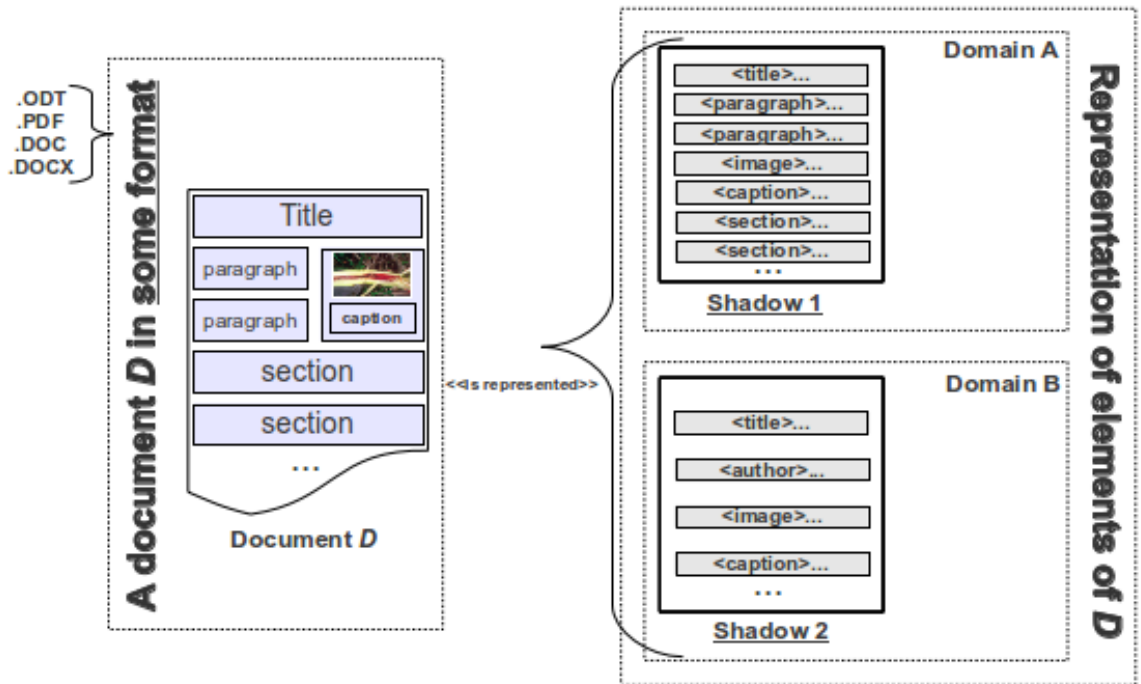 .ODT
.PDF
.DOC
.DOCX
A document D in some format
Title
paragraph
paragraph
caption
section
section
...
Document D
<<Is represented>>
Domain A
<title>...
<paragraph>...
<paragraph>...
<image>...
<caption>...
<section>...
<section>...
...
Shadow 1
Domain B
<title>...
<author>...
<image>...
<caption>...
...
Shadow 2
Representation of elements of D